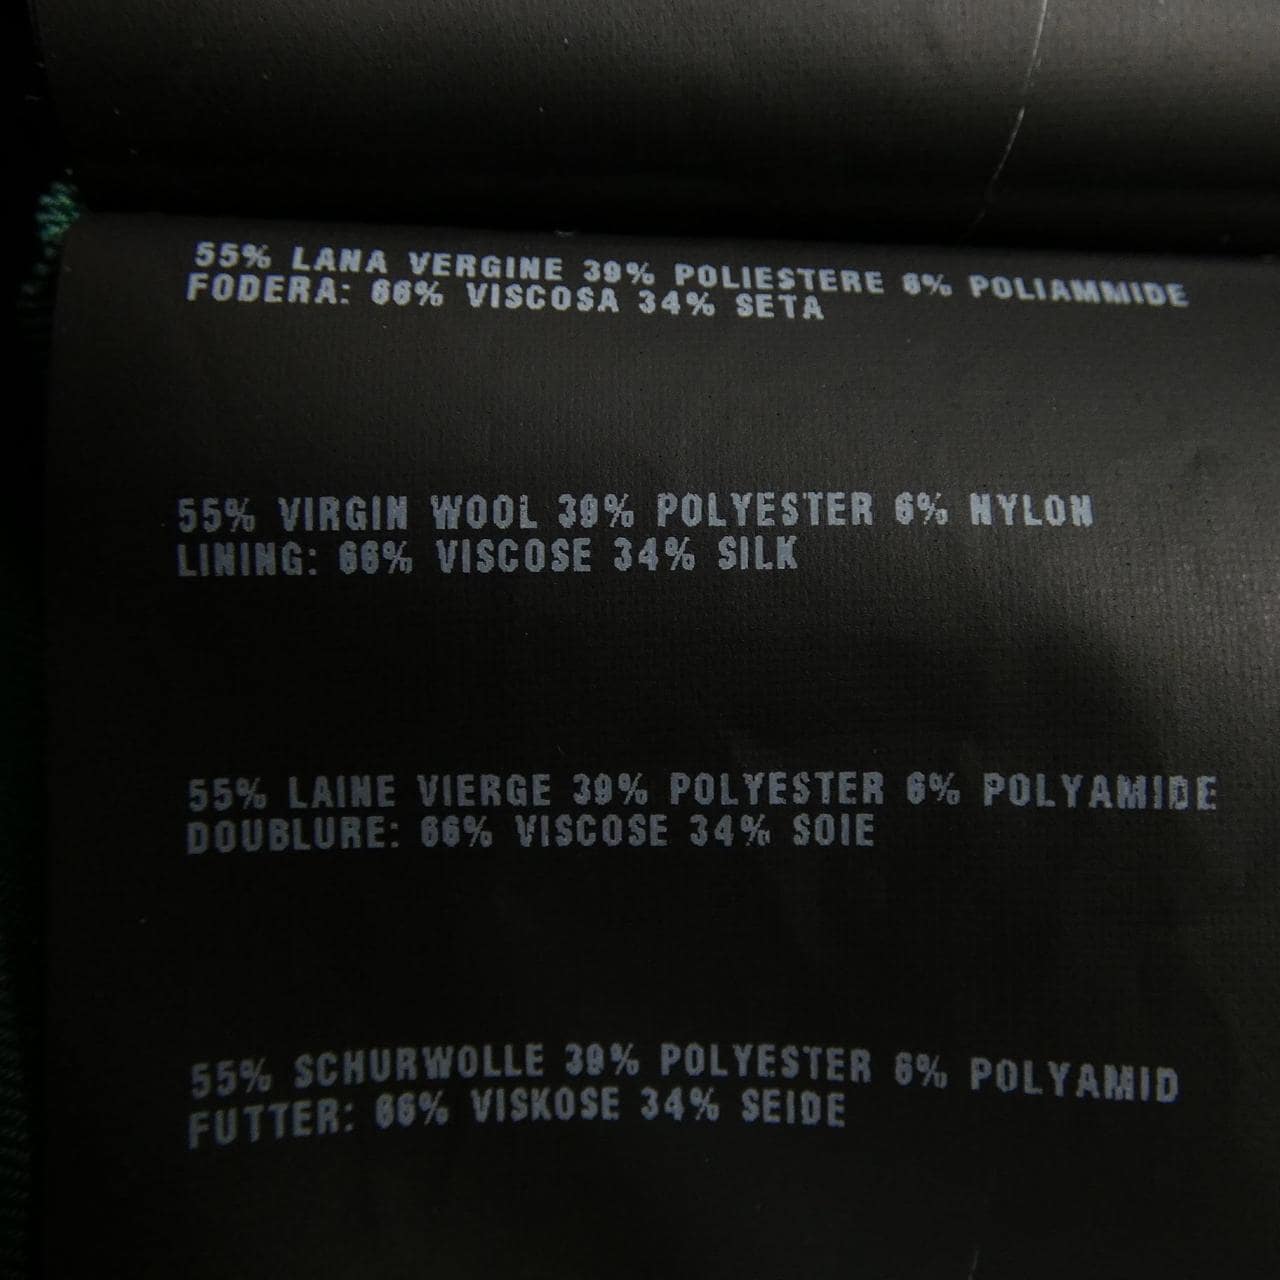 55% LANA VERGINE 39% POLIESTERE 6% POLIAMMIDE
FODERA: 66% VISCOSA 34% SETA
55% VIRGIN WOOL 39% POLYESTER 6% NYLON
LINING: 66% VISCOSE 34% SILK
55% LAINE VIERGE 39% POLYESTER 6% POLYAMIDE
DOUBLURE: 66% VISCOSE 34% SOIE
55% SCHURWOLLE 39% POLYESTER 6% POLYAMID
FUTTER: 66% VISKOSE 34% SEIDE